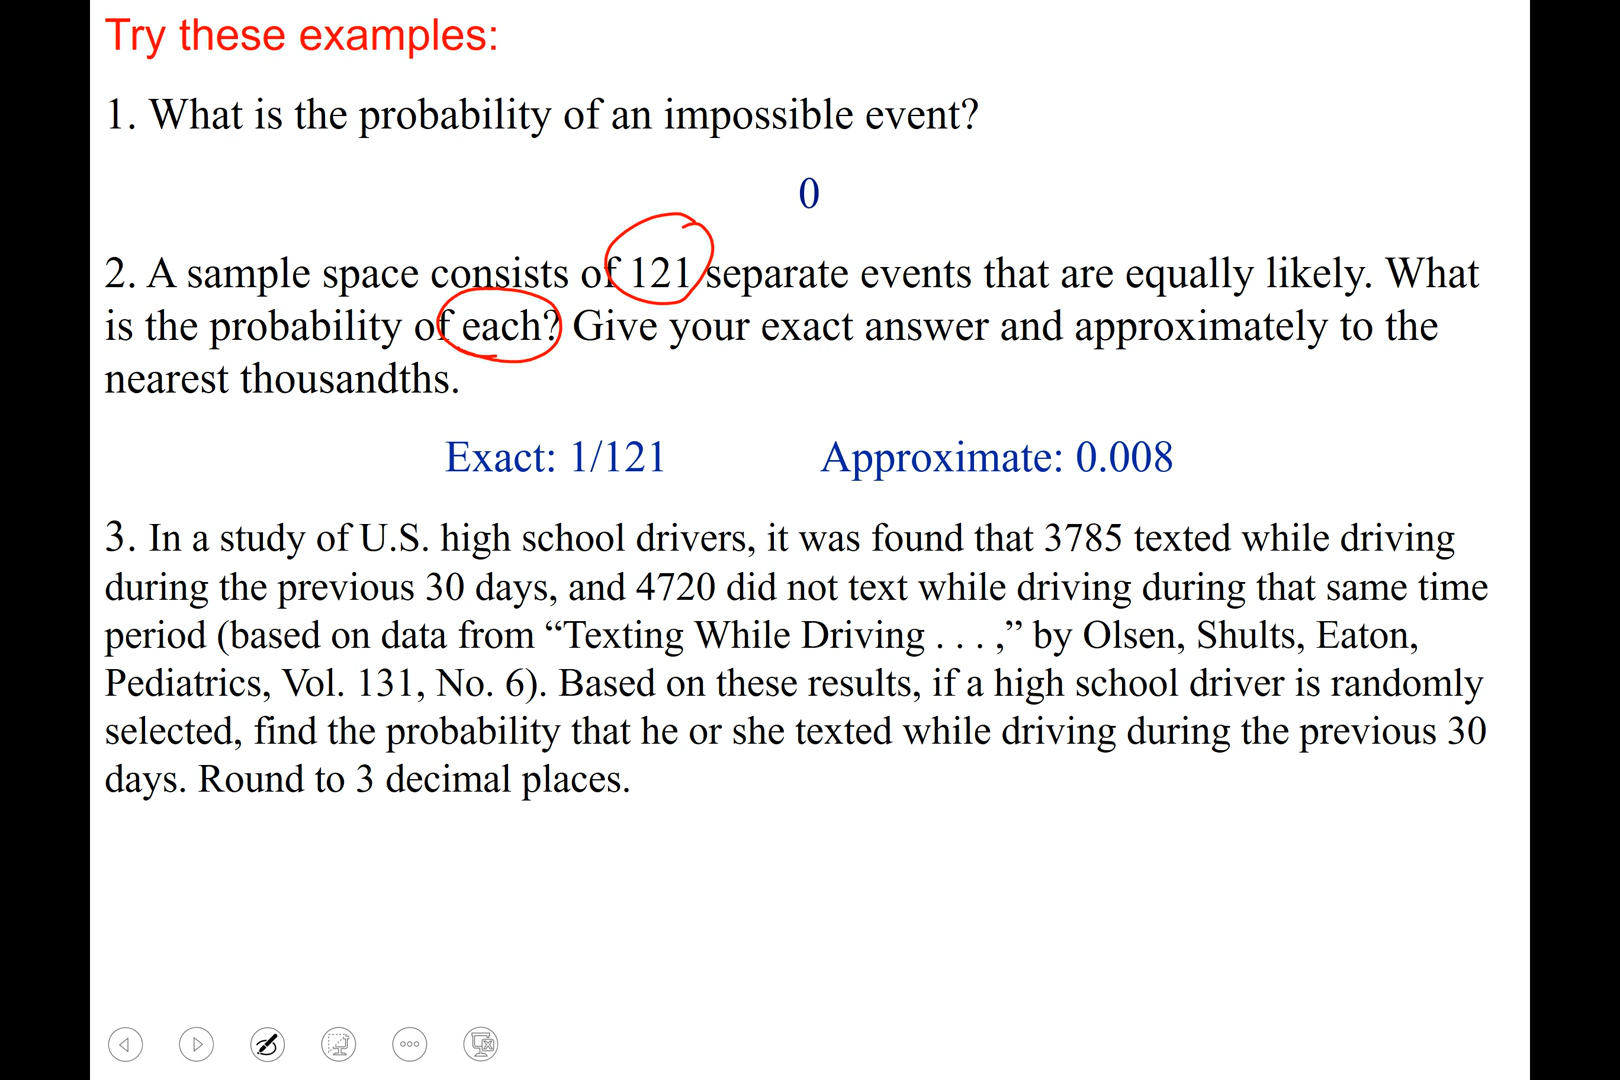 Try these examples:
1. What is the probability of an impossible event?
0
2. A sample space consists of 121 separate events that are equally likely. What
is the probability of each? Give your exact answer and approximately to the
nearest thousandths.
Exact: 1/121 Approximate: 0.008
3. In a study of U.S. high school drivers, it was found that 3785 texted while driving
during the previous 30 days, and 4720 did not text while driving during that same time
period (based on data from “Texting While Driving . . . ,” by Olsen, Shults, Eaton,
Pediatrics, Vol. 131, No. 6). Based on these results, if a high school driver is randomly
selected, find the probability that he or she texted while driving during the previous 30
days. Round to 3 decimal places.